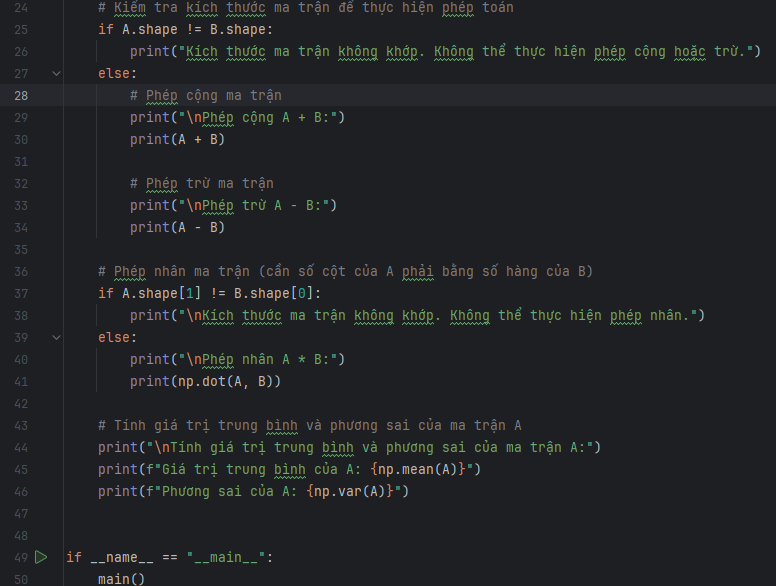 24 # Kiểm tra kích thước ma trận để thực hiện phép toán
25 if A.shape != B.shape:
26 print("Kích thước ma trận không khớp. Không thể thực hiện phép cộng hoặc trừ.")
27 else:
28 # Phép cộng ma trận
29 print("\nPhép cộng A + B:")
30 print(A + B)
31
32 # Phép trừ ma trận
33 print("\nPhép trừ A - B:")
34 print(A - B)
35
36 # Phép nhân ma trận (cần số cột của A phải bằng số hàng của B)
37 if A.shape[1] != B.shape[0]:
38 print("\nKích thước ma trận không khớp. Không thể thực hiện phép nhân.")
39 else:
40 print("\nPhép nhân A * B:")
41 print(np.dot(A, B))
42
43 # Tính giá trị trung bình và phương sai của ma trận A
44 print("\nTính giá trị trung bình và phương sai của ma trận A:")
45 print(f"Giá trị trung bình của A: {np.mean(A)}")
46 print(f"Phương sai của A: {np.var(A)}")
47
48
49 if __name__ == "__main__":
50 main()